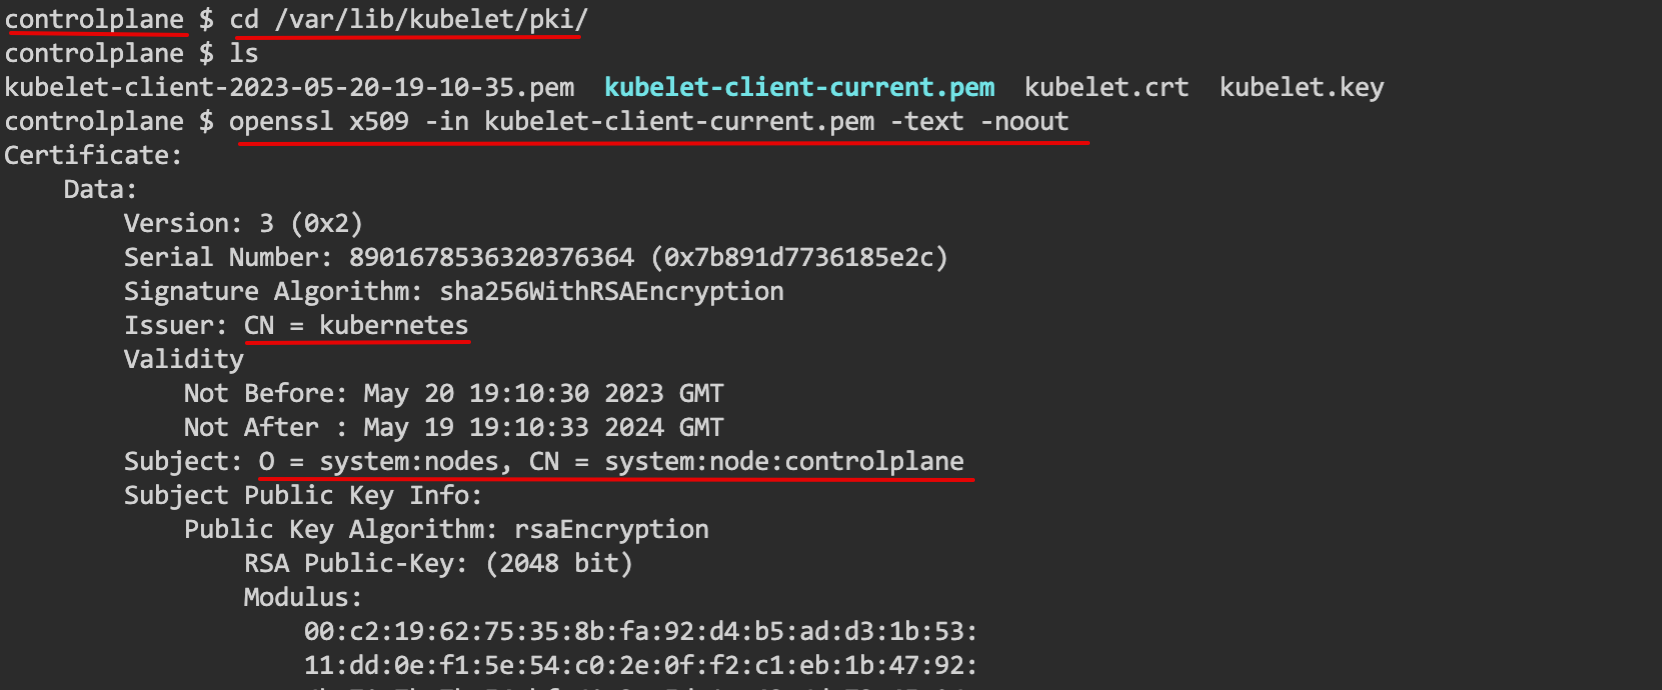 controlplane $ cd /var/lib/kubelet/pki/
controlplane $ ls
kubelet-client-2023-05-20-19-10-35.pem  kubelet-client-current.pem  kubelet.crt  kubelet.key
controlplane $ openssl x509 -in kubelet-client-current.pem -text -noout
Certificate:
    Data:
        Version: 3 (0x2)
        Serial Number: 8901678536320376364 (0x7b891d7736185e2c)
        Signature Algorithm: sha256WithRSAEncryption
        Issuer: CN = kubernetes
        Validity
            Not Before: May 20 19:10:30 2023 GMT
            Not After : May 19 19:10:33 2024 GMT
        Subject: O = system:nodes, CN = system:node:controlplane
        Subject Public Key Info:
            Public Key Algorithm: rsaEncryption
                RSA Public-Key: (2048 bit)
                Modulus:
                    00:c2:19:62:75:35:8b:fa:92:d4:b5:ad:d3:1b:53:
                    11:dd:0e:f1:5e:54:c0:2e:0f:f2:c1:eb:1b:47:92: